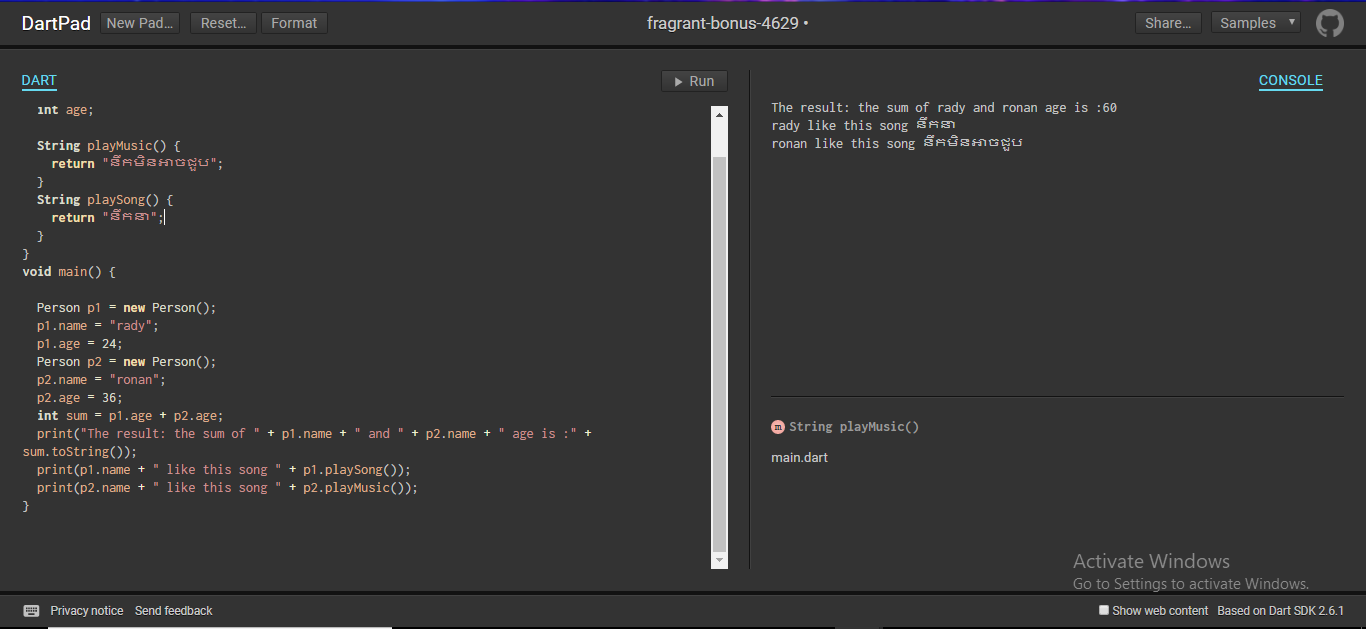 DartPad New Pad... Reset... Format fragrant-bonus-4629 • Share... Samples ▼
DART
Run
CONSOLE
int age;
String playMusic() {
return "នឹកមិនអាចជួប";
}
String playSong() {
return "នឹកនា";
}
}
void main() {
Person p1 = new Person();
p1.name = "rady";
p1.age = 24;
Person p2 = new Person();
p2.name = "ronan";
p2.age = 36;
int sum = p1.age + p2.age;
print("The result: the sum of " + p1.name + " and " + p2.name + " age is :" +
sum.toString());
print(p1.name + " like this song " + p1.playSong());
print(p2.name + " like this song " + p2.playMusic());
}
The result: the sum of rady and ronan age is :60
rady like this song នឹកនា
ronan like this song នឹកមិនអាចជួប
m String playMusic()
main.dart
Activate Windows
Go to Settings to activate Windows.
Privacy notice Send feedback Show web content Based on Dart SDK 2.6.1